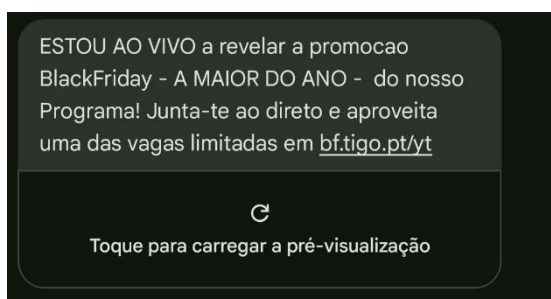 ESTOU AO VIVO a revelar a promocao
BlackFriday - A MAIOR DO ANO -  do nosso
Programa! Junta-te ao direto e aproveita
uma das vagas limitadas em bf.tigo.pt/yt
Toque para carregar a pré-visualização